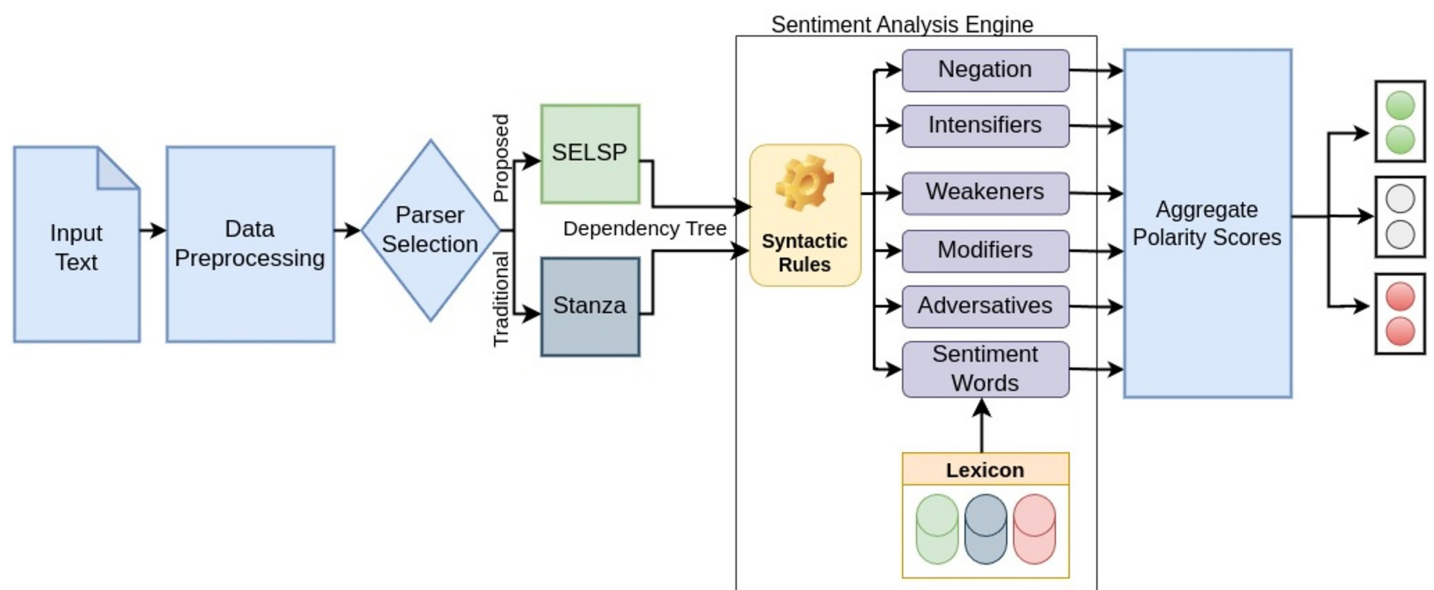 Sentiment Analysis Engine
Input
Text
Data
Preprocessing
Parser
Selection
Proposed
Traditional
SELSP
Dependency Tree
Stanza
Syntactic
Rules
Negation
Intensifiers
Weakeners
Modifiers
Adversatives
Sentiment
Words
Lexicon
Aggregate
Polarity Scores